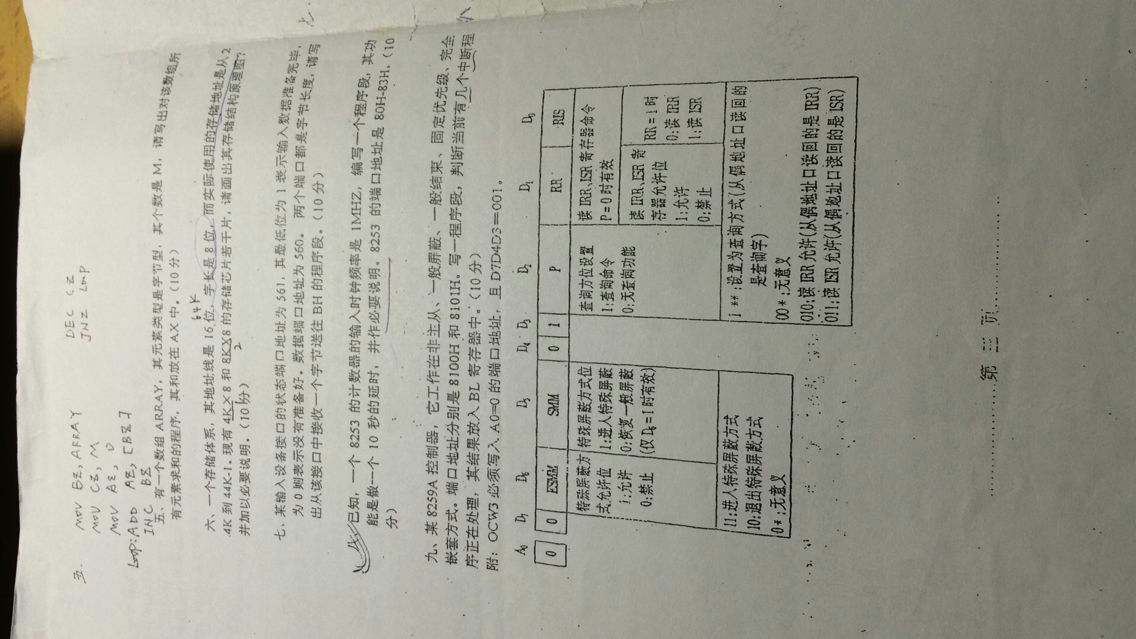 五.
MOV BX, ARRAY
MOV CX, M
MOV AX, 0
Loop: ADD AX, [BX]
INC BX
DEC CX
JNZ Loop
五、有一个数组 ARRAY,其元素类型是字节型,其个数是 M,请写出对该数组所
有元素求和的程序,其和放在 AX 中。(10 分)
64K
六、一个存储体系、其地址线是 16 位,字长是 8 位,而实际使用的存储地址是从 24K 到 44K-1.现有 4K×8 和 8K×8 的存储芯片若干片,请画出其存储结构原理图?
2
并加以必要说明。(10 分)
七、某输入设备接口的状态端口地址为 561,其最低位为 1 表示输入数据准备完毕,
为 0 则表示没有准备好。数据端口地址为 560。两个端口都是字节长度,请写
出从该接口中接收一个字节送往 BH 的程序段。(10 分)
已知,一个 8253 的计数器的输入时钟频率是 1MHZ,编写一个程序段,其功
能是做一个 10 秒的延时,并作必要说明。8253 的端口地址是 80H-83H.(10
分)
九、某 8259A 控制器,它工作在非主从、一般屏蔽、一般结束、固定优先级、完全
嵌套方式。端口地址分别是 8100H 和 8101H。写一程序段,判断当前有几个中断程
序正在处理,其结果放入 BL 寄存器中。(10 分)
附:OCW3 必须写入 A0=0 的端口地址,且 D7D4D3=001。
A0 D7 D6 D5 D4 D3 D2 D1 D0
0 0 ESMM SMM 0 1 P RR RIS
特殊屏蔽方
式允许位
1:允许
0:禁止
特殊屏蔽方式位
1:进入特殊屏蔽
0:恢复一般屏蔽
(仅 D6=1 时有效)
11:进入特殊屏蔽方式
10:退出特殊屏蔽方式
0*:无意义
查询方位设置
1:查询命令
0:无查询功能
读 IRR、ISR 寄存器命令
P=0 时有效
读 IRR、ISR 寄
存器允许位
1:允许
0:禁止
RR=1 时
0:读 IRR
1:读 ISR
1**:设置为查询方式(从偶地址口读回的
是查询字)
00*:无意义
010:读 IRR 允许(从偶地址口读回的是 IRR)
011:读 ISR 允许(从偶地址口读回的是 ISR)
第 三 页